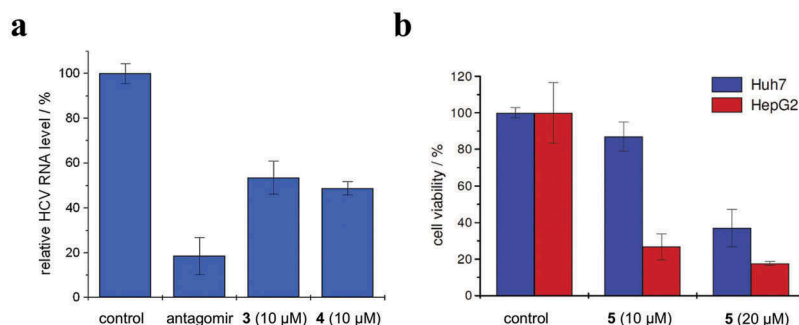 a
relative HCV RNA level / %
100
80
60
40
20
0
control
antagomir
3 (10 µM)
4 (10 µM)
b
cell viability / %
120
100
80
60
40
20
0
Huh7
HepG2
control
5 (10 µM)
5 (20 µM)